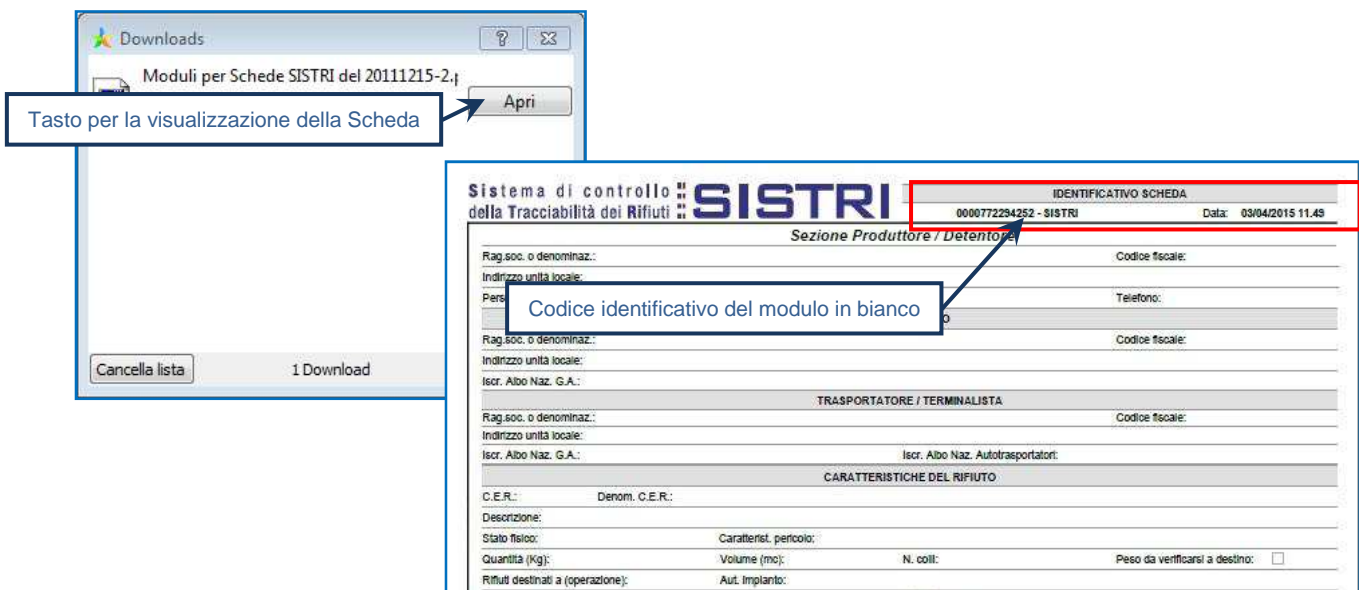 Downloads
Moduli per Schede SISTRI del 20111215-2.p
Apri
Tasto per la visualizzazione della Scheda
Cancella lista
1 Download
Sistema di controllo
della Tracciabilità dei Rifiuti
SISTRI
IDENTIFICATIVO SCHEDA
0000772294252 - SISTRI Data: 03/04/2015 11.49
Sezione Produttore / Detentore
Rag.soc. o denominaz.: Codice fiscale:
Indirizzo unità locale:
Pers Telefono:
Codice identificativo del modulo in bianco
O
Rag.soc. o denominaz.: Codice fiscale:
Indirizzo unità locale:
Iscr. Albo Naz. G.A.:
TRASPORTATORE / TERMINALISTA
Rag.soc. o denominaz.: Codice fiscale:
Indirizzo unità locale:
Iscr. Albo Naz. G.A.: Iscr. Albo Naz. Autotrasportatori:
CARATTERISTICHE DEL RIFIUTO
C.E.R.: Denom. C.E.R.:
Descrizione:
Stato fisico: Caratterist. pericolo:
Quantità (Kg): Volume (mc): N. colli: Peso da verificarsi a destino:
Rifiuti destinati a (operazione): Aut. Impianto: